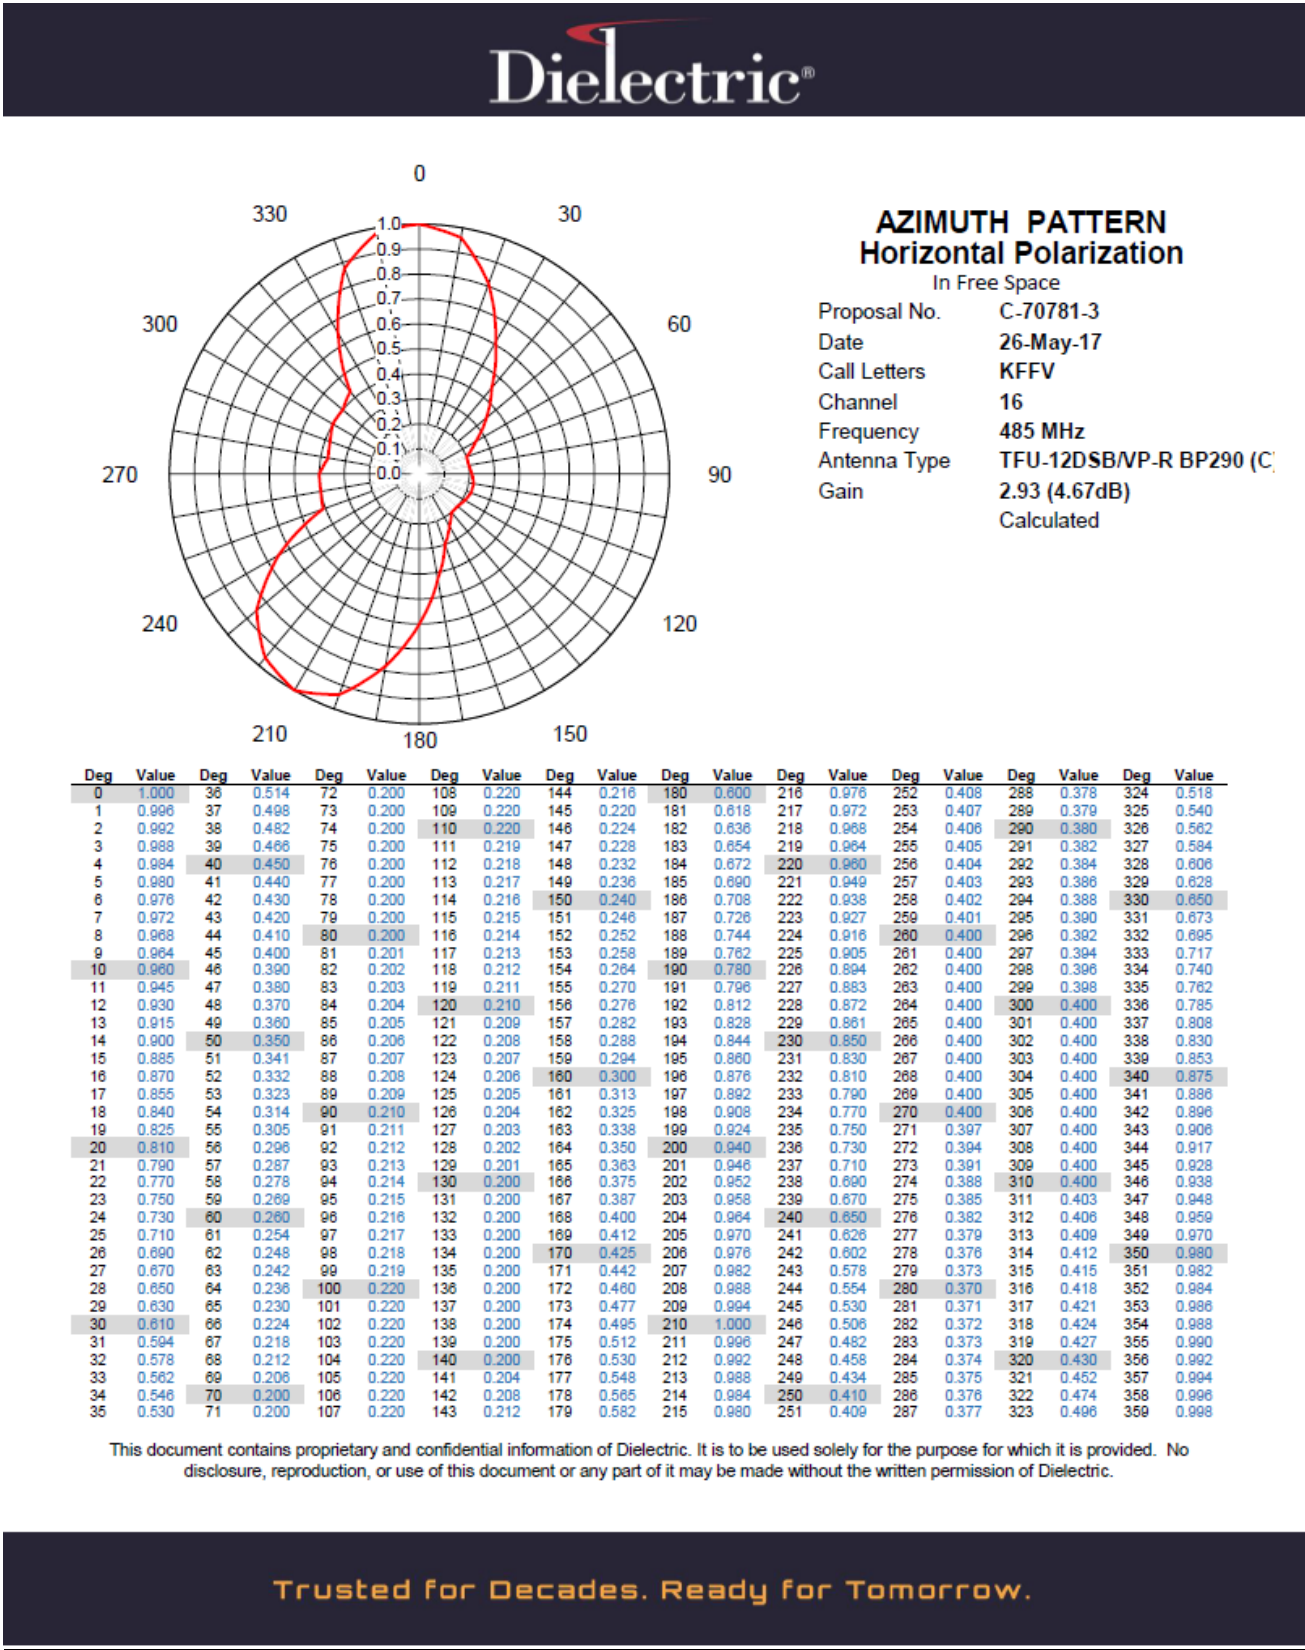 Dielectric®
0
330
30
300
60
270
90
240
120
210
150
180
1.0
0.9
0.8
0.7
0.6
0.5
0.4
0.3
0.2
0.1
0.0
AZIMUTH PATTERN
Horizontal Polarization
In Free Space
Proposal No. C-70781-3
Date 26-May-17
Call Letters KFFV
Channel 16
Frequency 485 MHz
Antenna Type TFU-12DSB/VP-R BP290 (C)
Gain 2.93 (4.67dB)
Calculated
Deg Value Deg Value Deg Value Deg Value Deg Value Deg Value Deg Value Deg Value Deg Value Deg Value
0 1.000 36 0.514 72 0.200 108 0.220 144 0.216 180 0.600 216 0.976 252 0.408 288 0.378 324 0.518
1 0.996 37 0.498 73 0.200 109 0.220 145 0.220 181 0.618 217 0.972 253 0.407 289 0.379 325 0.540
2 0.992 38 0.482 74 0.200 110 0.220 146 0.224 182 0.636 218 0.968 254 0.406 290 0.380 326 0.562
3 0.988 39 0.466 75 0.200 111 0.219 147 0.228 183 0.654 219 0.964 255 0.405 291 0.382 327 0.584
4 0.984 40 0.450 76 0.200 112 0.218 148 0.232 184 0.672 220 0.960 256 0.404 292 0.384 328 0.606
5 0.980 41 0.440 77 0.200 113 0.217 149 0.236 185 0.690 221 0.949 257 0.403 293 0.386 329 0.628
6 0.976 42 0.430 78 0.200 114 0.216 150 0.240 186 0.708 222 0.938 258 0.402 294 0.388 330 0.650
7 0.972 43 0.420 79 0.200 115 0.215 151 0.246 187 0.726 223 0.927 259 0.401 295 0.390 331 0.673
8 0.968 44 0.410 80 0.200 116 0.214 152 0.252 188 0.744 224 0.916 260 0.400 296 0.392 332 0.695
9 0.964 45 0.400 81 0.201 117 0.213 153 0.258 189 0.762 225 0.905 261 0.400 297 0.394 333 0.717
10 0.960 46 0.390 82 0.202 118 0.212 154 0.264 190 0.780 226 0.894 262 0.400 298 0.396 334 0.740
11 0.945 47 0.380 83 0.203 119 0.211 155 0.270 191 0.796 227 0.883 263 0.400 299 0.398 335 0.762
12 0.930 48 0.370 84 0.204 120 0.210 156 0.276 192 0.812 228 0.872 264 0.400 300 0.400 336 0.785
13 0.915 49 0.360 85 0.205 121 0.209 157 0.282 193 0.828 229 0.861 265 0.400 301 0.400 337 0.808
14 0.900 50 0.350 86 0.206 122 0.208 158 0.288 194 0.844 230 0.850 266 0.400 302 0.400 338 0.830
15 0.885 51 0.341 87 0.207 123 0.207 159 0.294 195 0.860 231 0.830 267 0.400 303 0.400 339 0.853
16 0.870 52 0.332 88 0.208 124 0.206 160 0.300 196 0.876 232 0.810 268 0.400 304 0.400 340 0.875
17 0.855 53 0.323 89 0.209 125 0.205 161 0.313 197 0.892 233 0.790 269 0.400 305 0.400 341 0.886
18 0.840 54 0.314 90 0.210 126 0.204 162 0.325 198 0.908 234 0.770 270 0.400 306 0.400 342 0.896
19 0.825 55 0.305 91 0.211 127 0.203 163 0.338 199 0.924 235 0.750 271 0.397 307 0.400 343 0.906
20 0.810 56 0.296 92 0.212 128 0.202 164 0.350 200 0.940 236 0.730 272 0.394 308 0.400 344 0.917
21 0.790 57 0.287 93 0.213 129 0.201 165 0.363 201 0.946 237 0.710 273 0.391 309 0.400 345 0.928
22 0.770 58 0.278 94 0.214 130 0.200 166 0.375 202 0.952 238 0.690 274 0.388 310 0.400 346 0.938
23 0.750 59 0.269 95 0.215 131 0.200 167 0.387 203 0.958 239 0.670 275 0.385 311 0.403 347 0.948
24 0.730 60 0.260 96 0.216 132 0.200 168 0.400 204 0.964 240 0.650 276 0.382 312 0.406 348 0.959
25 0.710 61 0.254 97 0.217 133 0.200 169 0.412 205 0.970 241 0.626 277 0.379 313 0.409 349 0.970
26 0.690 62 0.248 98 0.218 134 0.200 170 0.425 206 0.976 242 0.602 278 0.376 314 0.412 350 0.980
27 0.670 63 0.242 99 0.219 135 0.200 171 0.442 207 0.982 243 0.578 279 0.373 315 0.415 351 0.982
28 0.650 64 0.236 100 0.220 136 0.200 172 0.460 208 0.988 244 0.554 280 0.370 316 0.418 352 0.984
29 0.630 65 0.230 101 0.220 137 0.200 173 0.477 209 0.994 245 0.530 281 0.371 317 0.421 353 0.986
30 0.610 66 0.224 102 0.220 138 0.200 174 0.495 210 1.000 246 0.506 282 0.372 318 0.424 354 0.988
31 0.594 67 0.218 103 0.220 139 0.200 175 0.512 211 0.996 247 0.482 283 0.373 319 0.427 355 0.990
32 0.578 68 0.212 104 0.220 140 0.200 176 0.530 212 0.992 248 0.458 284 0.374 320 0.430 356 0.992
33 0.562 69 0.206 105 0.220 141 0.204 177 0.548 213 0.988 249 0.434 285 0.375 321 0.452 357 0.994
34 0.546 70 0.200 106 0.220 142 0.208 178 0.565 214 0.984 250 0.410 286 0.376 322 0.474 358 0.996
35 0.530 71 0.200 107 0.220 143 0.212 179 0.582 215 0.980 251 0.409 287 0.377 323 0.496 359 0.998
This document contains proprietary and confidential information of Dielectric. It is to be used solely for the purpose for which it is provided. No
disclosure, reproduction, or use of this document or any part of it may be made without the written permission of Dielectric.
Trusted for Decades. Ready for Tomorrow.